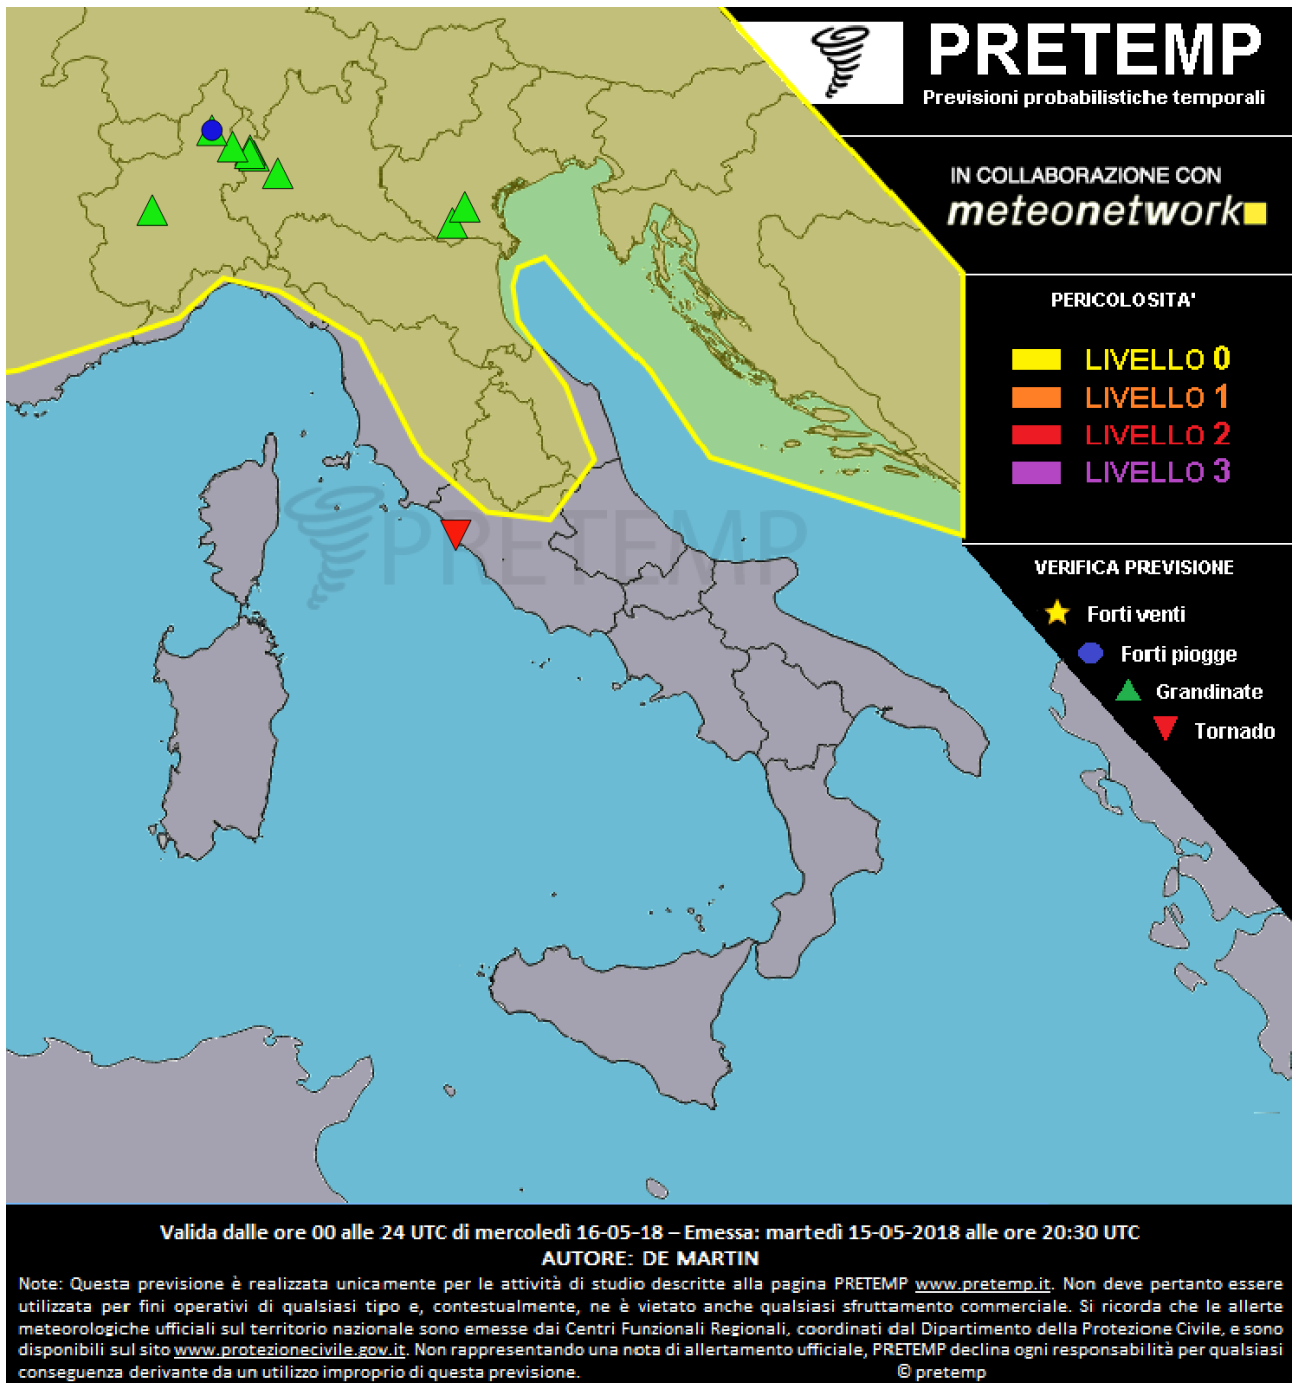 PRETEMP
Previsioni probabilistiche temporali
IN COLLABORAZIONE CON
meteonetwork
PERICOLOSITA'
LIVELLO 0
LIVELLO 1
LIVELLO 2
LIVELLO 3
PRETEMP
VERIFICA PREVISIONE
Forti venti
Forti piogge
Grandinate
Tornado
Valida dalle ore 00 alle 24 UTC di mercoledì 16-05-18 – Emessa: martedì 15-05-2018 alle ore 20:30 UTC
AUTORE: DE MARTIN
Note: Questa previsione è realizzata unicamente per le attività di studio descritte alla pagina PRETEMP www.pretemp.it. Non deve pertanto essere
utilizzata per fini operativi di qualsiasi tipo e, contestualmente, ne è vietato anche qualsiasi sfruttamento commerciale. Si ricorda che le allerte
meteorologiche ufficiali sul territorio nazionale sono emesse dai Centri Funzionali Regionali, coordinati dal Dipartimento della Protezione Civile, e sono
disponibili sul sito www.protezionecivile.gov.it. Non rappresentando una nota di allertamento ufficiale, PRETEMP declina ogni responsabilità per qualsiasi
conseguenza derivante da un utilizzo improprio di questa previsione. © pretemp